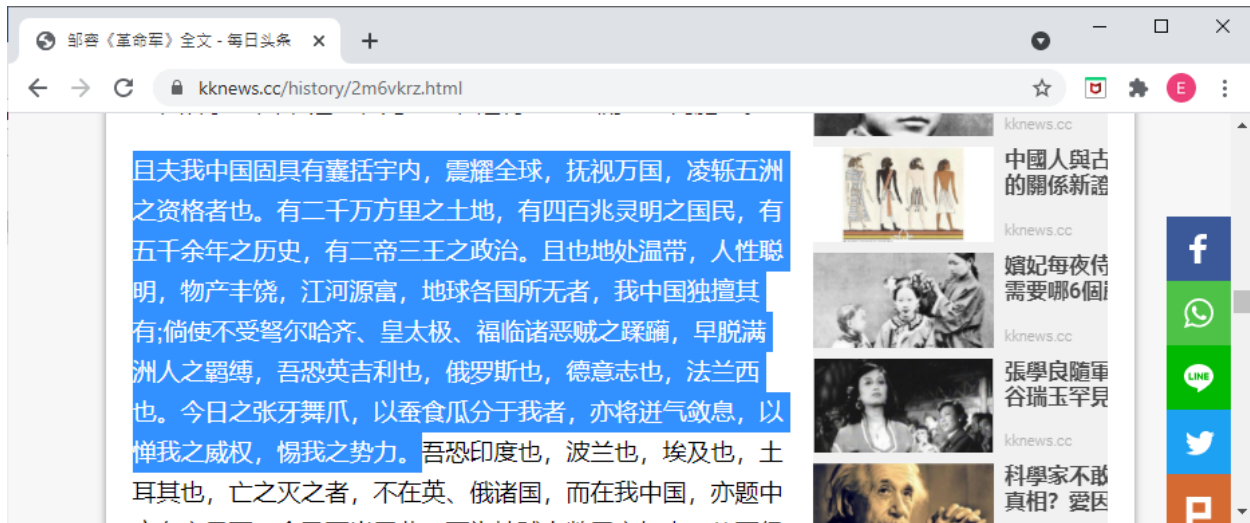 邹容《革命军》全文 - 每日头条
kknews.cc/history/2m6vkrz.html
E
且夫我中国固具有囊括宇内，震耀全球，抚视万国，凌轹五洲
之资格者也。有二千万方里之土地，有四百兆灵明之国民，有
五千余年之历史，有二帝三王之政治。且也地处温带，人性聪
明，物产丰饶，江河源富，地球各国所无者，我中国独擅其
有;倘使不受弩尔哈齐、皇太极、福临诸恶贼之蹂躏，早脱满
洲人之羁缚，吾恐英吉利也，俄罗斯也，德意志也，法兰西
也。今日之张牙舞爪，以蚕食瓜分于我者，亦将迸气敛息，以
惮我之威权，惕我之势力。吾恐印度也，波兰也，埃及也，土
耳其也，亡之灭之者，不在英、俄诸国，而在我中国，亦题中
kknews.cc
中國人與古
的關係新證
kknews.cc
嬪妃每夜侍
需要哪6個
kknews.cc
張學良隨軍
谷瑞玉罕見
kknews.cc
科學家不敢
真相？愛因
LINE